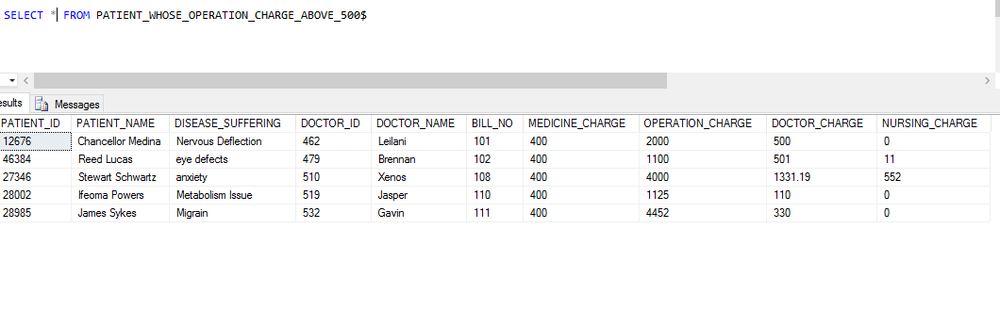 SELECT * FROM PATIENT_WHOSE_OPERATION_CHARGE_ABOVE_500$
esults Messages
PATIENT_ID PATIENT_NAME DISEASE_SUFFERING DOCTOR_ID DOCTOR_NAME BILL_NO MEDICINE_CHARGE OPERATION_CHARGE DOCTOR_CHARGE NURSING_CHARGE
12676 Chancellor Medina Nervous Deflection 462 Leilani 101 400 2000 500 0
46384 Reed Lucas eye defects 479 Brennan 102 400 1100 501 11
27346 Stewart Schwartz anxiety 510 Xenos 108 400 4000 1331.19 552
28002 Ifeoma Powers Metabolism Issue 519 Jasper 110 400 1125 110 0
28985 James Sykes Migrain 532 Gavin 111 400 4452 330 0